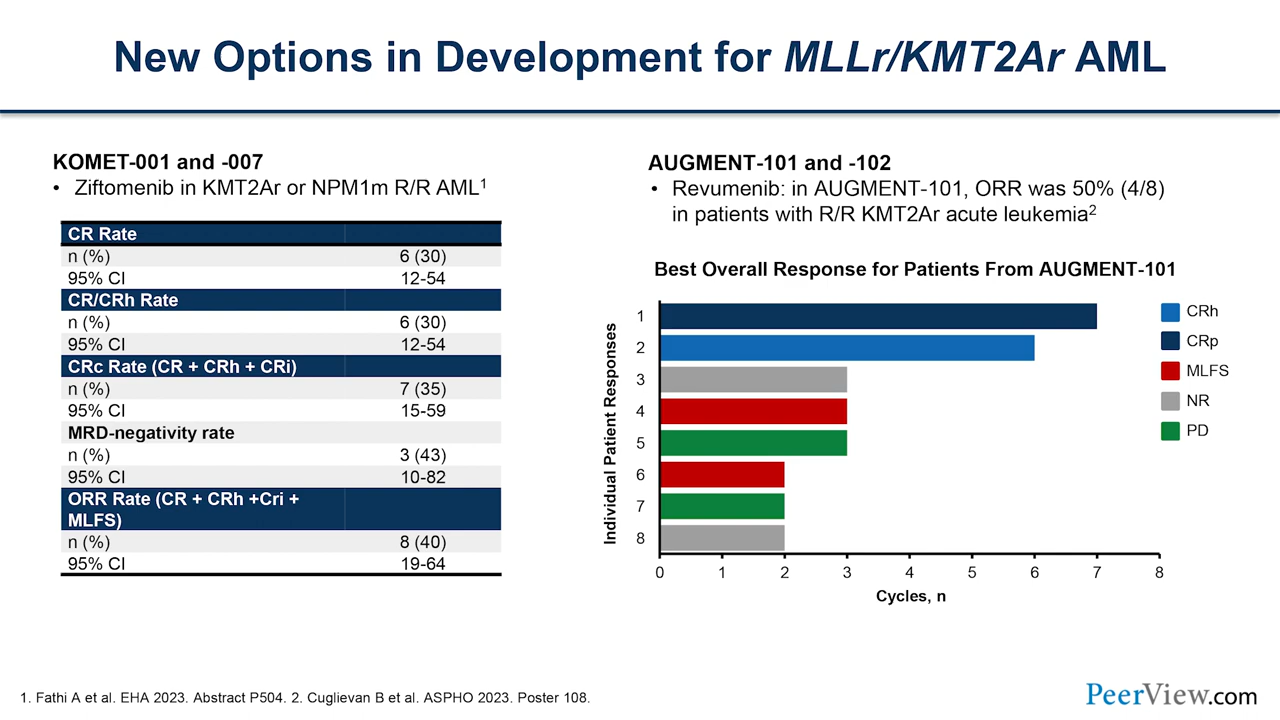 New Options in Development for MLLr/KMT2Ar AML
KOMET-001 and -007
• Ziftomenib in KMT2Ar or NPM1m R/R AML1
CR Rate
n (%) 6 (30)
95% CI 12-54
CR/CRh Rate
n (%) 6 (30)
95% CI 12-54
CRc Rate (CR + CRh + CRi)
n (%) 7 (35)
95% CI 15-59
MRD-negativity rate
n (%) 3 (43)
95% CI 10-82
ORR Rate (CR + CRh +Cri +
MLFS)
n (%) 8 (40)
95% CI 19-64
AUGMENT-101 and -102
• Revumenib: in AUGMENT-101, ORR was 50% (4/8)
in patients with R/R KMT2Ar acute leukemia2
Best Overall Response for Patients From AUGMENT-101
Individual Patient Responses
1
2
3
4
5
6
7
8
0 1 2 3 4 5 6 7 8
Cycles, n
CRh
CRp
MLFS
NR
PD
1. Fathi A et al. EHA 2023. Abstract P504. 2. Cuglievan B et al. ASPHO 2023. Poster 108.
PeerView.com